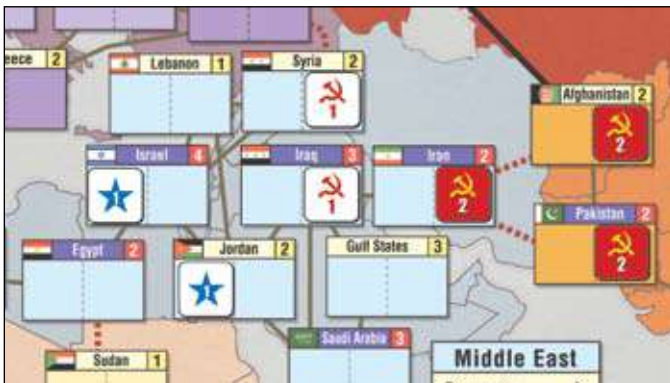 eece 2
Lebanon 1
Syria 2
1
Afghanistan 2
2
Israel 4
1
Iraq 3
1
Iran 2
2
Pakistan 2
2
Egypt 2
Jordan 2
1
Gulf States 3
Saudi Arabia 3
Sudan 1
Middle East